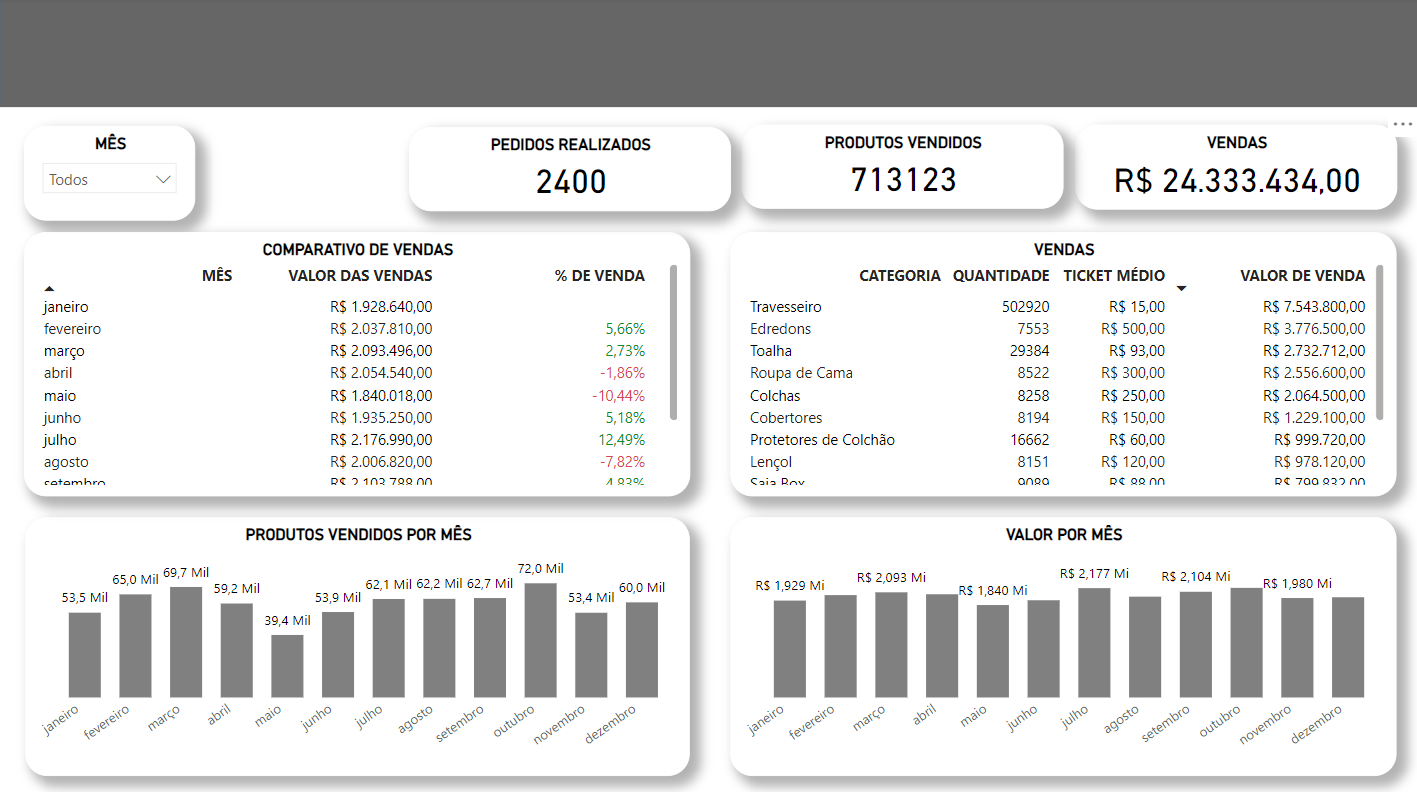 MÊS
Todos
PEDIDOS REALIZADOS
2400
PRODUTOS VENDIDOS
713123
VENDAS
R$ 24.333.434,00
COMPARATIVO DE VENDAS
MÊS VALOR DAS VENDAS % DE VENDA
janeiro R$ 1.928.640,00
fevereiro R$ 2.037.810,00 5,66%
março R$ 2.093.496,00 2,73%
abril R$ 2.054.540,00 -1,86%
maio R$ 1.840.018,00 -10,44%
junho R$ 1.935.250,00 5,18%
julho R$ 2.176.990,00 12,49%
agosto R$ 2.006.820,00 -7,82%
setembro R$ 2.103.788,00 4,83%
VENDAS
CATEGORIA QUANTIDADE TICKET MÉDIO VALOR DE VENDA
Travesseiro 502920 R$ 15,00 R$ 7.543.800,00
Edredons 7553 R$ 500,00 R$ 3.776.500,00
Toalha 29384 R$ 93,00 R$ 2.732.712,00
Roupa de Cama 8522 R$ 300,00 R$ 2.556.600,00
Colchas 8258 R$ 250,00 R$ 2.064.500,00
Cobertores 8194 R$ 150,00 R$ 1.229.100,00
Protetores de Colchão 16662 R$ 60,00 R$ 999.720,00
Lençol 8151 R$ 120,00 R$ 978.120,00
Saia Box 9089 R$ 88,00 R$ 799.832,00
PRODUTOS VENDIDOS POR MÊS
53,5 Mil 65,0 Mil 69,7 Mil 59,2 Mil 39,4 Mil 53,9 Mil 62,1 Mil 62,2 Mil 62,7 Mil 72,0 Mil 53,4 Mil 60,0 Mil
janeiro fevereiro março abril maio junho julho agosto setembro outubro novembro dezembro
VALOR POR MÊS
R$ 1,929 Mi R$ 2,093 Mi R$ 1,840 Mi R$ 2,177 Mi R$ 2,104 Mi R$ 1,980 Mi
janeiro fevereiro março abril maio junho julho agosto setembro outubro novembro dezembro